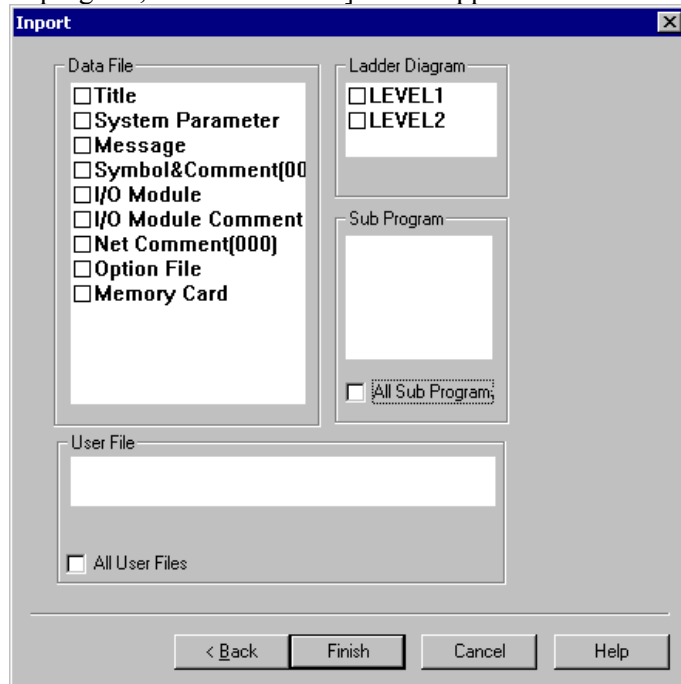 Inport
Data File
Title
System Parameter
Message
Symbol&Comment(00
I/O Module
I/O Module Comment
Net Comment(000)
Option File
Memory Card
Ladder Diagram
LEVEL1
LEVEL2
Sub Program
All Sub Program;
User File
All User Files
< Back
Finish
Cancel
Help